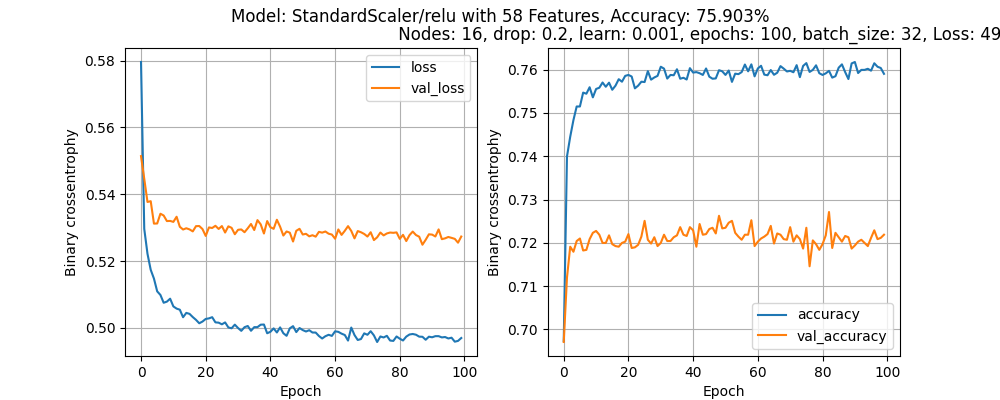 Model: StandardScaler/relu with 58 Features, Accuracy: 75.903%
Nodes: 16, drop: 0.2, learn: 0.001, epochs: 100, batch_size: 32, Loss: 49
0.58
0.56
0.54
0.52
0.50
Binary crossentrophy
0
20
40
60
80
100
Epoch
loss
val_loss
0.76
0.75
0.74
0.73
0.72
0.71
0.70
Binary crossentrophy
0
20
40
60
80
100
Epoch
accuracy
val_accuracy